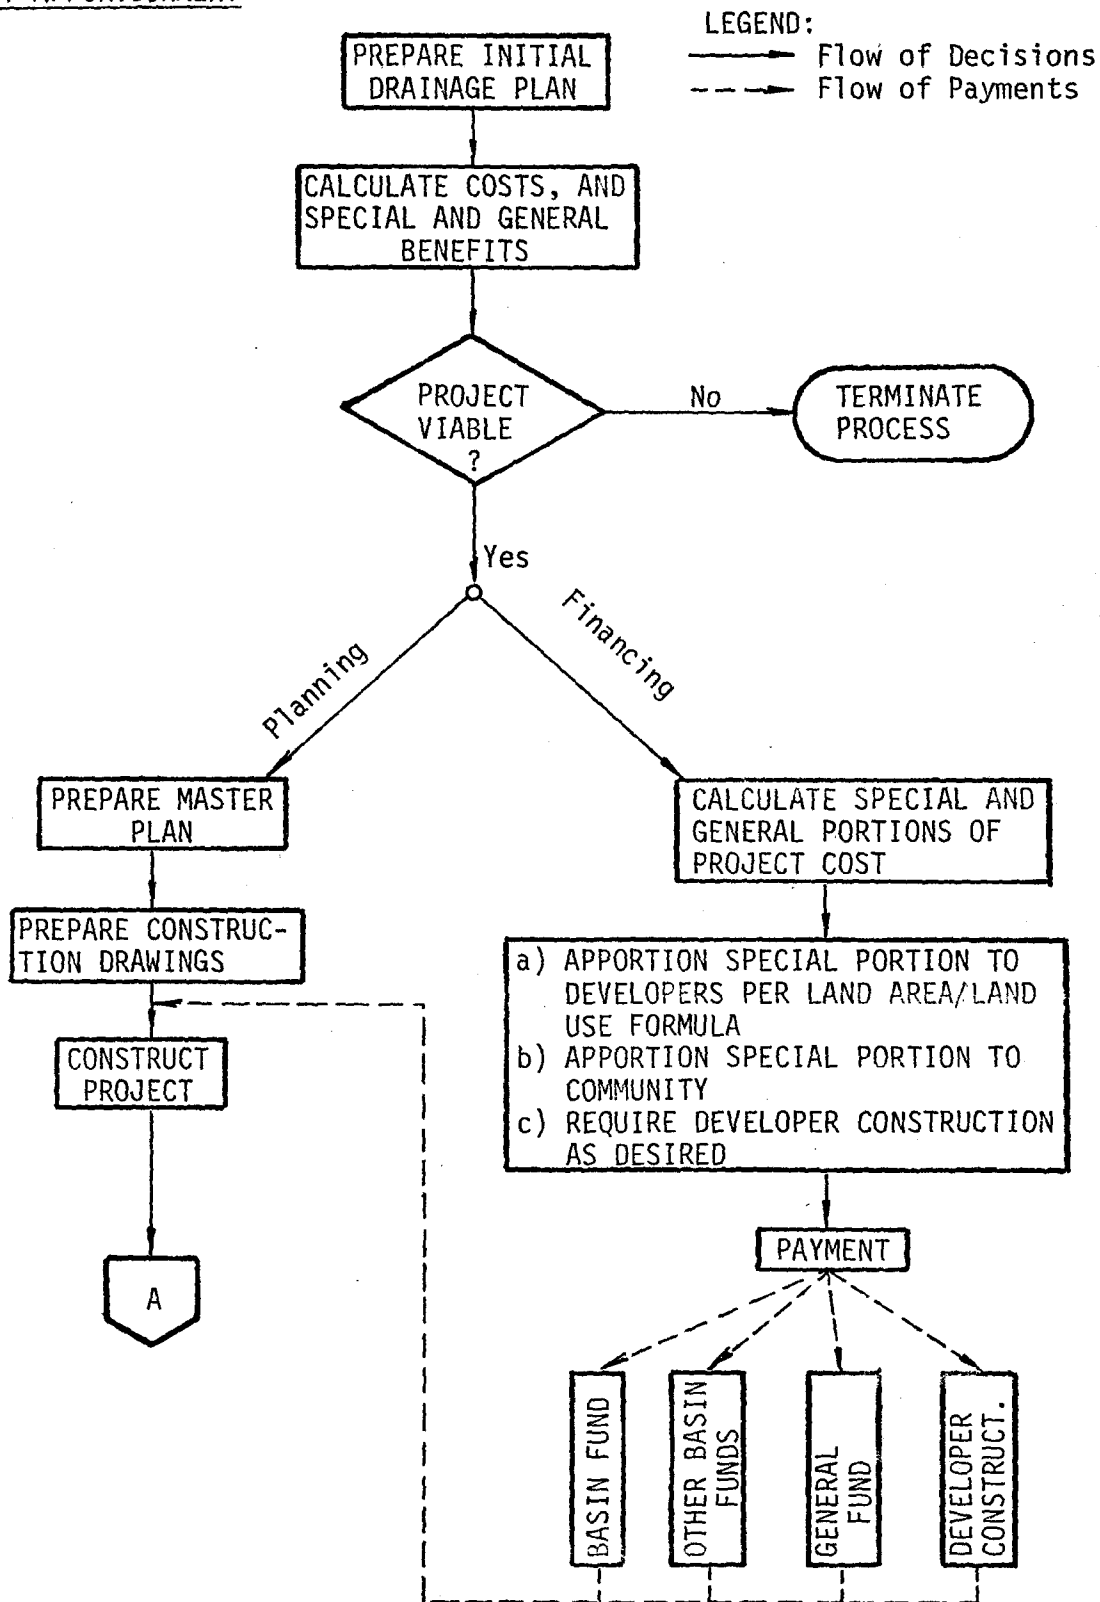 LEGEND:
Flow of Decisions
Flow of Payments
PREPARE INITIAL
DRAINAGE PLAN
CALCULATE COSTS, AND
SPECIAL AND GENERAL
BENEFITS
PROJECT
VIABLE
?
No
TERMINATE
PROCESS
Yes
Planning
Financing
PREPARE MASTER
PLAN
PREPARE CONSTRUC-
TION DRAWINGS
CONSTRUCT
PROJECT
A
CALCULATE SPECIAL AND
GENERAL PORTIONS OF
PROJECT COST
a) APPORTION SPECIAL PORTION TO
DEVELOPERS PER LAND AREA/LAND
USE FORMULA
b) APPORTION SPECIAL PORTION TO
COMMUNITY
c) REQUIRE DEVELOPER CONSTRUCTION
AS DESIRED
PAYMENT
BASIN FUND
OTHER BASIN
FUNDS
GENERAL
FUND
DEVELOPER
CONSTRUCT.